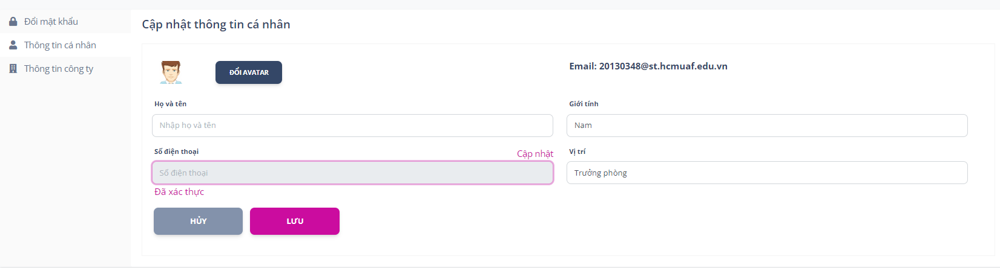 Đổi mật khẩu
Thông tin cá nhân
Thông tin công ty
Cập nhật thông tin cá nhân
ĐỔI AVATAR
Email: 20130348@st.hcmuaf.edu.vn
Họ và tên
Nhập họ và tên
Giới tính
Nam
Số điện thoại
Cập nhật
Số điện thoại
Đã xác thực
Vị trí
Trưởng phòng
HỦY
LƯU